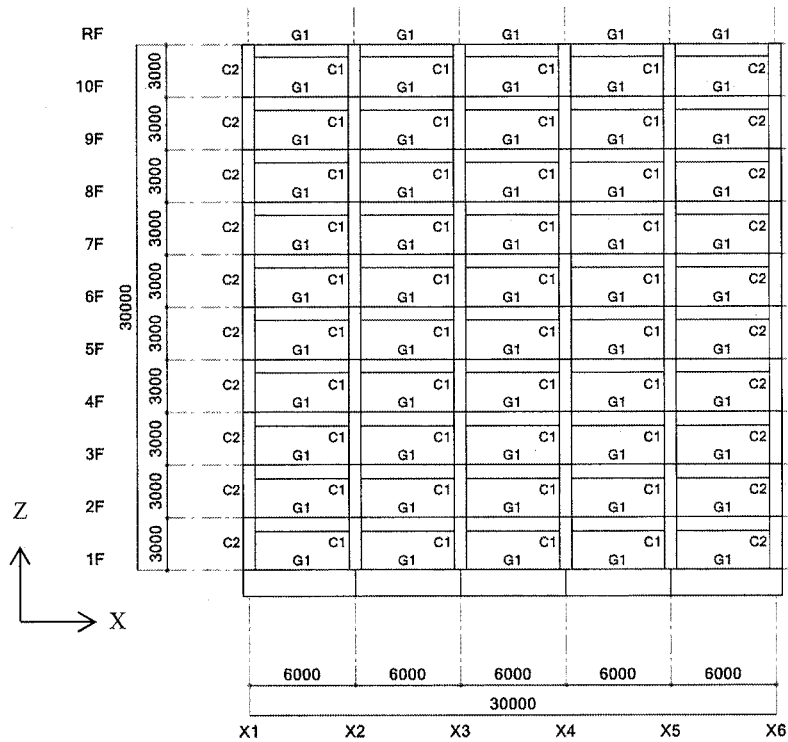 RF G1 G1 G1 G1 G1
3000 C2 C1 C1 C1 C1 C2
10F G1 G1 G1 G1 G1
3000 C2 C1 C1 C1 C1 C2
9F G1 G1 G1 G1 G1
3000 C2 C1 C1 C1 C1 C2
8F G1 G1 G1 G1 G1
3000 C2 C1 C1 C1 C1 C2
7F G1 G1 G1 G1 G1
3000 C2 C1 C1 C1 C1 C2
6F G1 G1 G1 G1 G1
30000
3000 C2 C1 C1 C1 C1 C2
5F G1 G1 G1 G1 G1
3000 C2 C1 C1 C1 C1 C2
4F G1 G1 G1 G1 G1
3000 C2 C1 C1 C1 C1 C2
3F G1 G1 G1 G1 G1
3000 C2 C1 C1 C1 C1 C2
2F G1 G1 G1 G1 G1
3000 C2 C1 C1 C1 C1 C2
1F G1 G1 G1 G1 G1
Z
X
6000 6000 6000 6000 6000
30000
X1 X2 X3 X4 X5 X6